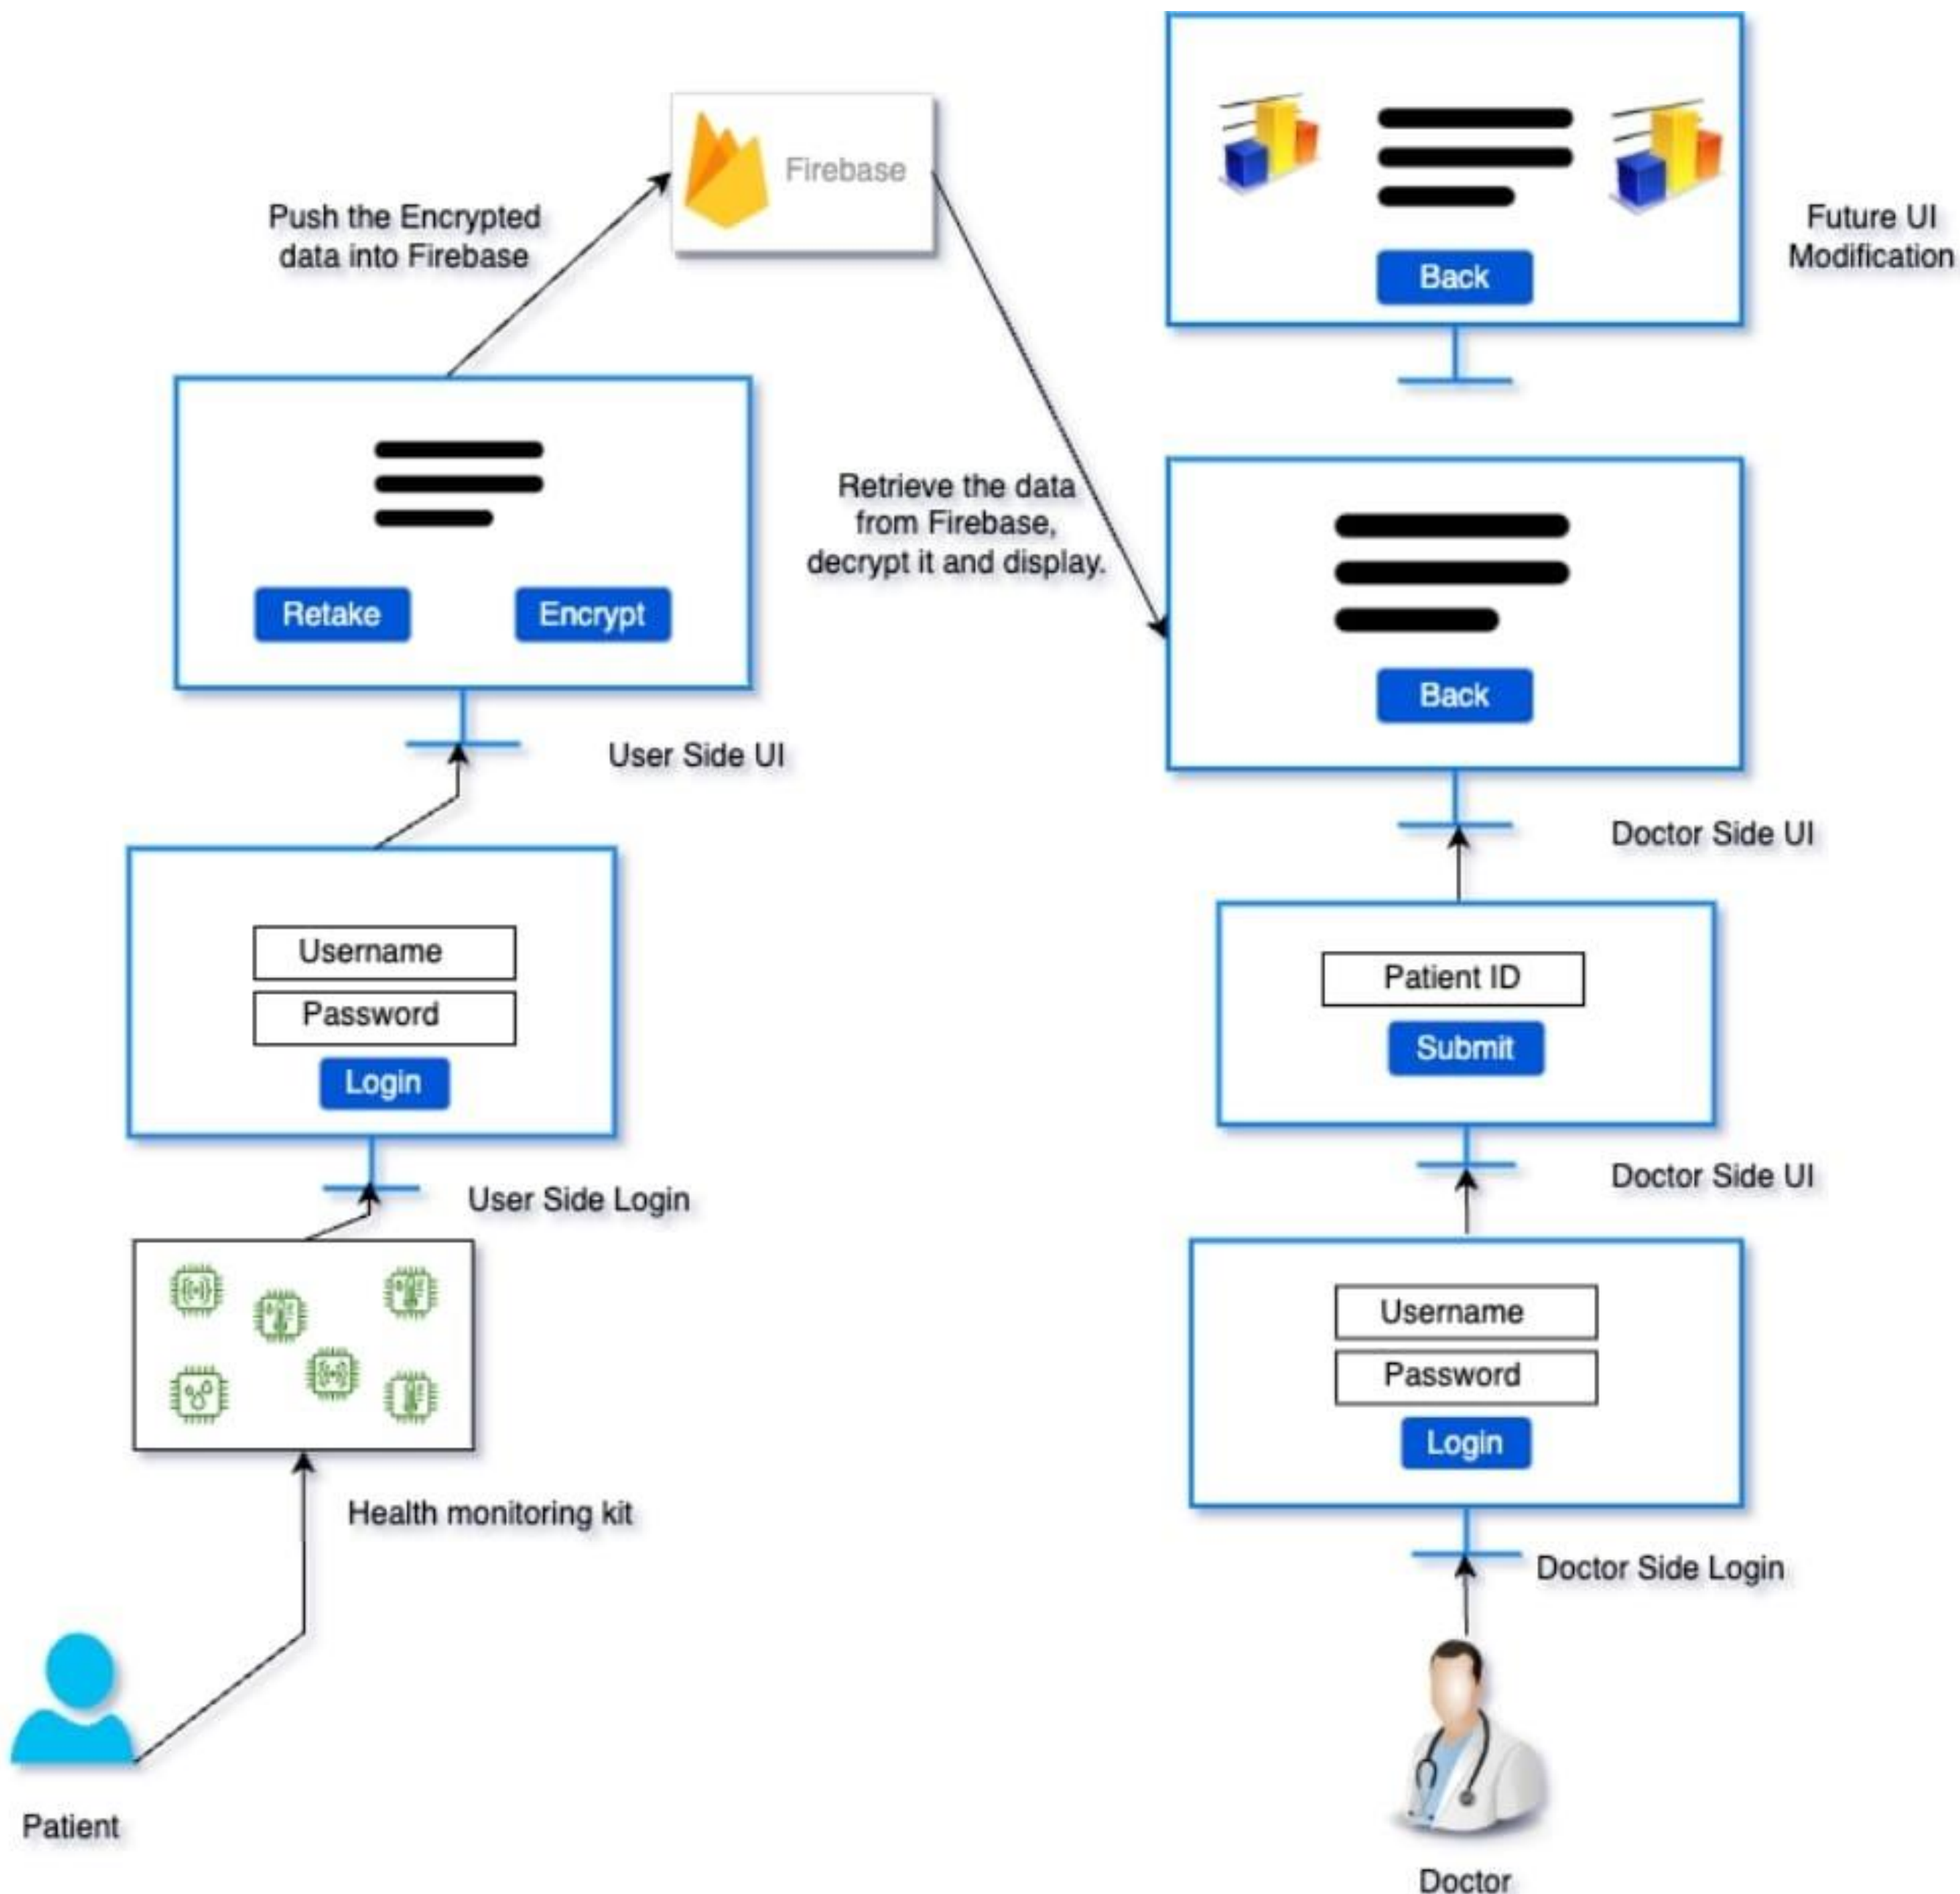 Firebase
Push the Encrypted
data into Firebase
Future UI
Modification
Back
Retrieve the data
from Firebase,
decrypt it and display.
Retake
Encrypt
Back
User Side UI
Doctor Side UI
Username
Password
Login
Patient ID
Submit
User Side Login
Doctor Side UI
Username
Password
Login
Health monitoring kit
Doctor Side Login
Patient
Doctor